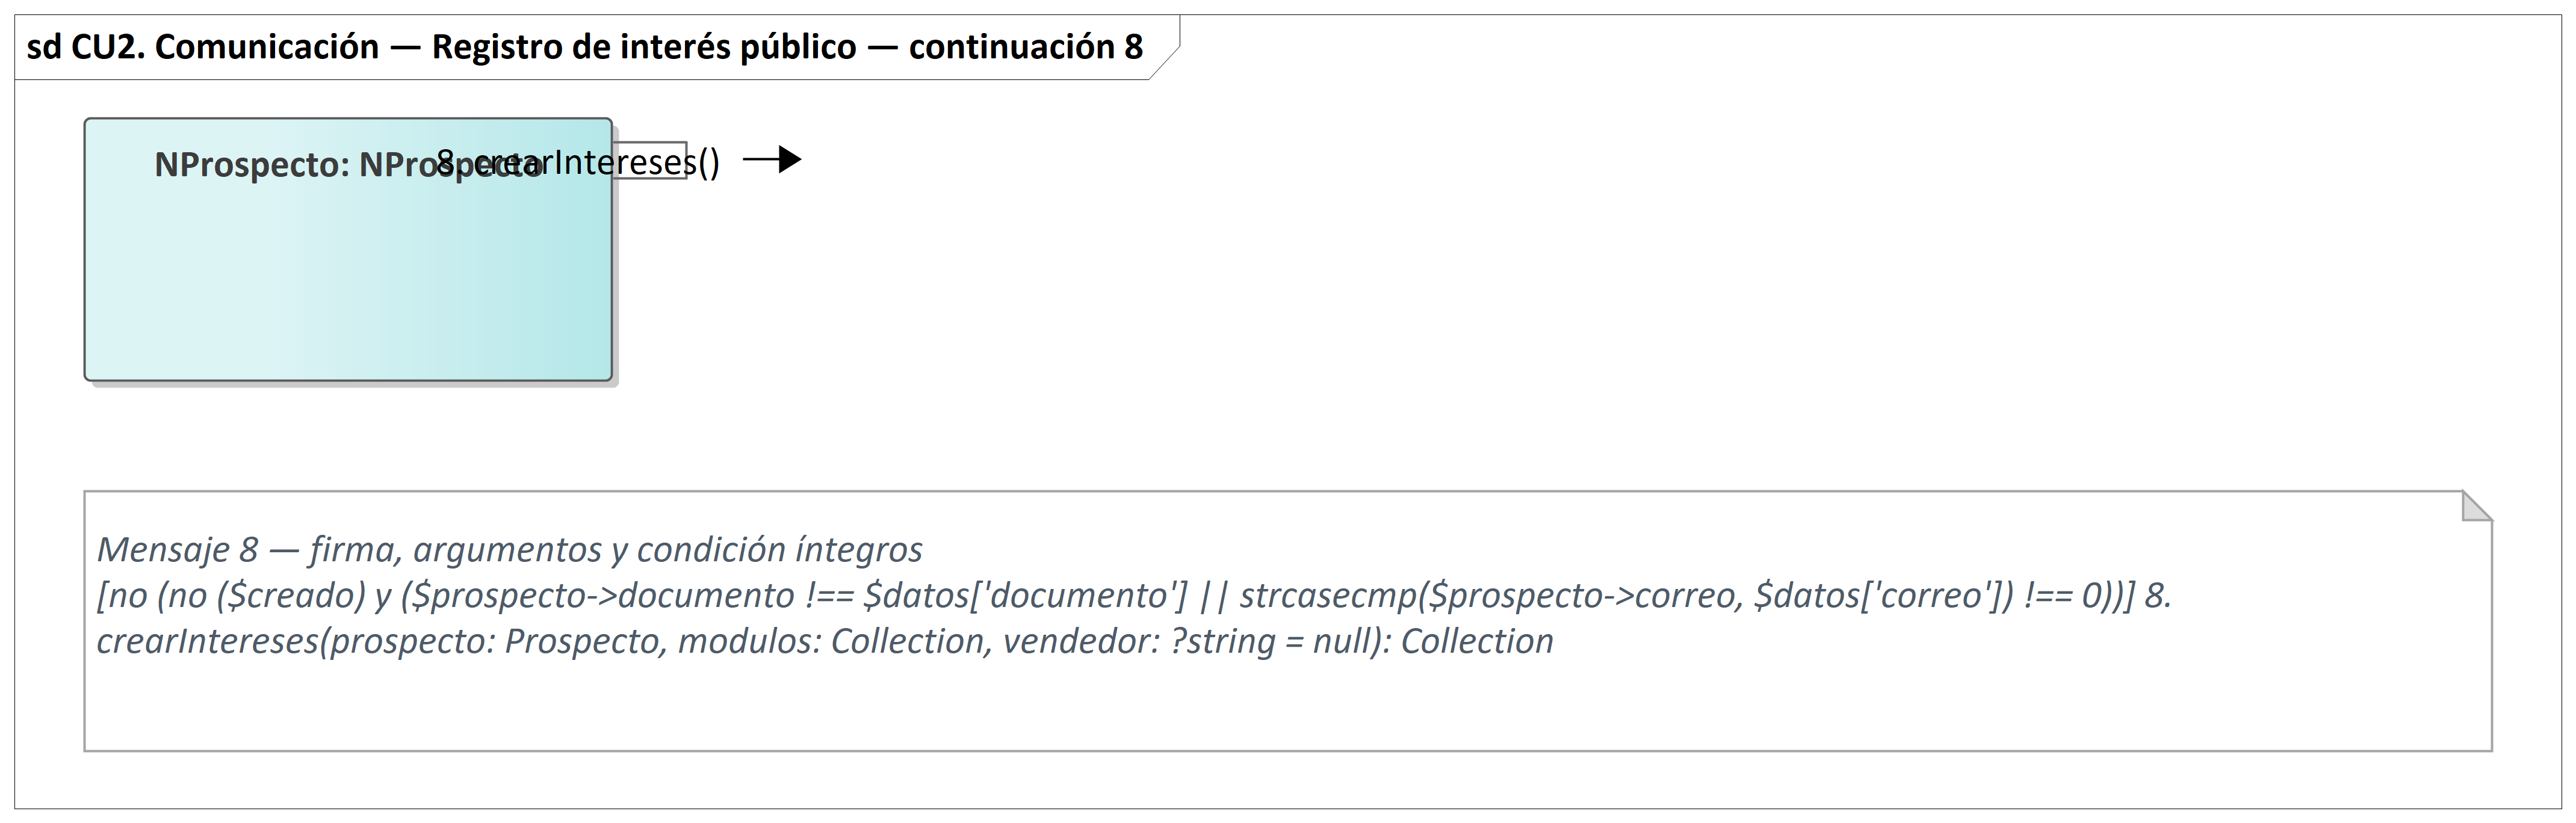 sd CU2. Comunicación — Registro de interés público — continuación 8
NProspecto: NProspecto
8. crearIntereses()
Mensaje 8 — firma, argumentos y condición íntegros
[no (no ($creado) y ($prospecto->documento !== $datos['documento'] || strcasecmp($prospecto->correo, $datos['correo']) !== 0))] 8.
crearIntereses(prospecto: Prospecto, modulos: Collection, vendedor: ?string = null): Collection